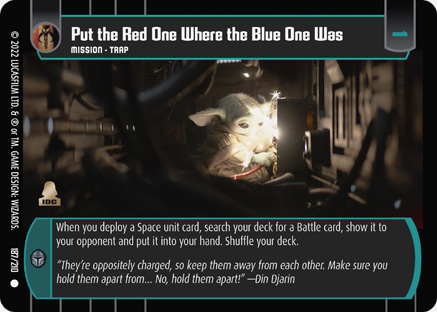 Put the Red One Where the Blue One Was
MISSION • TRAP
© 2022 LUCASFILM LTD. & ® or TM. GAME DESIGN: WIZARDS.
IDC
187/210
When you deploy a Space unit card, search your deck for a Battle card, show it to
your opponent and put it into your hand. Shuffle your deck.
"They're oppositely charged, so keep them away from each other. Make sure you
hold them apart from... No, hold them apart!" –Din Djarin